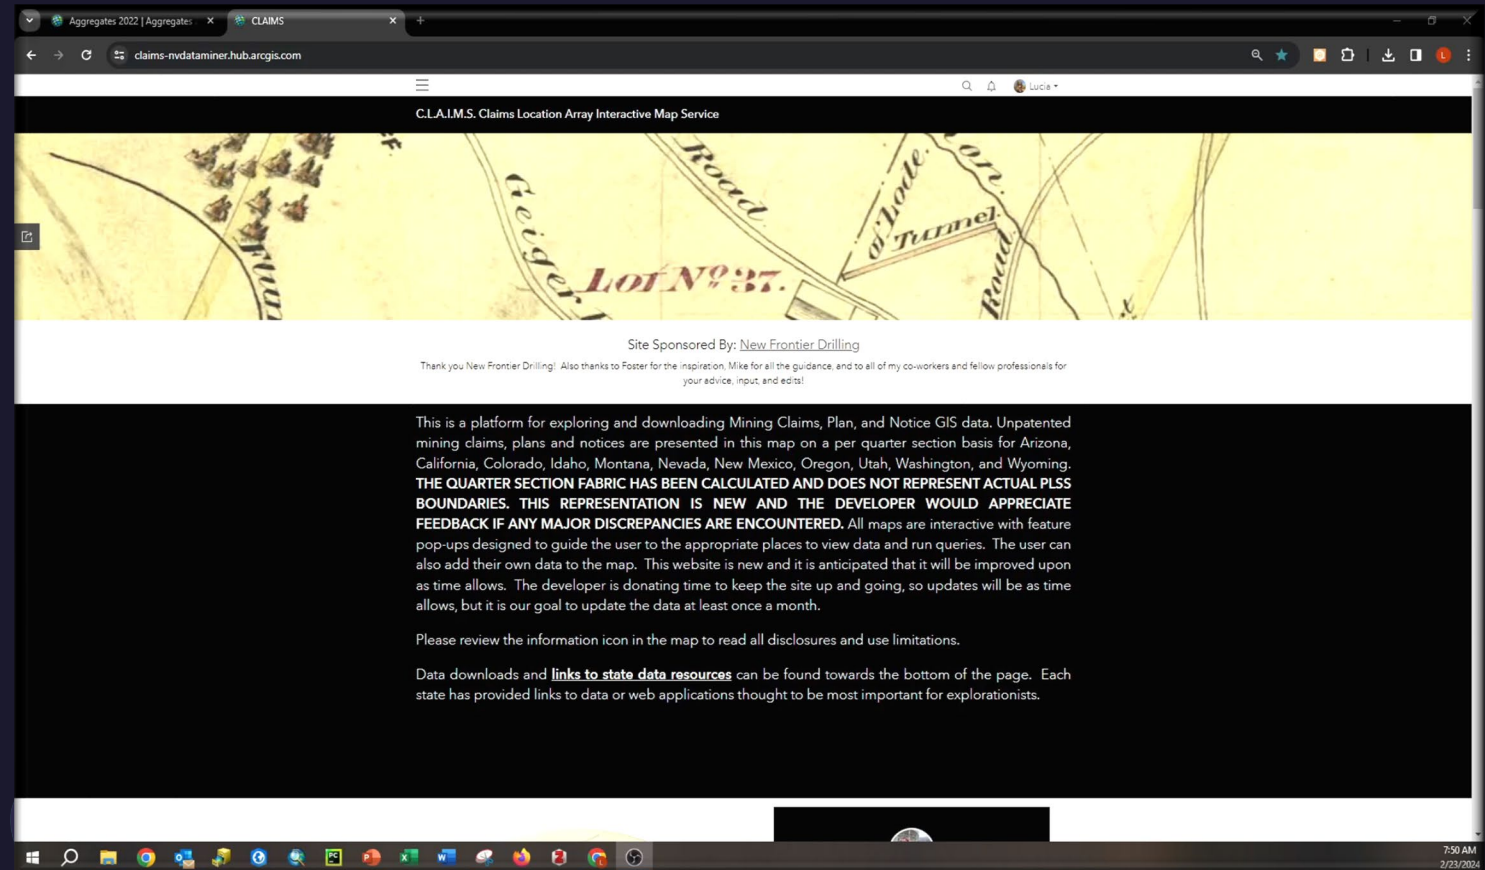 Aggregates 2022 | Aggregates
CLAIMS
claims-nvdataminer.hub.arcgis.com
L
Lucia
C.L.A.I.M.S. Claims Location Array Interactive Map Service
Geiger
Road
of Lode.
on.
Tunnel.
Road
Lot No 37.
Site Sponsored By: New Frontier Drilling
Thank you New Frontier Drilling! Also thanks to Foster for the inspiration, Mike for all the guidance, and to all of my co-workers and fellow professionals for
your advice, input, and edits!
This is a platform for exploring and downloading Mining Claims, Plan, and Notice GIS data. Unpatented
mining claims, plans and notices are presented in this map on a per quarter section basis for Arizona,
California, Colorado, Idaho, Montana, Nevada, New Mexico, Oregon, Utah, Washington, and Wyoming.
THE QUARTER SECTION FABRIC HAS BEEN CALCULATED AND DOES NOT REPRESENT ACTUAL PLSS
BOUNDARIES. THIS REPRESENTATION IS NEW AND THE DEVELOPER WOULD APPRECIATE
FEEDBACK IF ANY MAJOR DISCREPANCIES ARE ENCOUNTERED. All maps are interactive with feature
pop-ups designed to guide the user to the appropriate places to view data and run queries. The user can
also add their own data to the map. This website is new and it is anticipated that it will be improved upon
as time allows. The developer is donating time to keep the site up and going, so updates will be as time
allows, but it is our goal to update the data at least once a month.
Please review the information icon in the map to read all disclosures and use limitations.
Data downloads and links to state data resources can be found towards the bottom of the page. Each
state has provided links to data or web applications thought to be most important for explorationists.
7:50 AM
2/23/2024